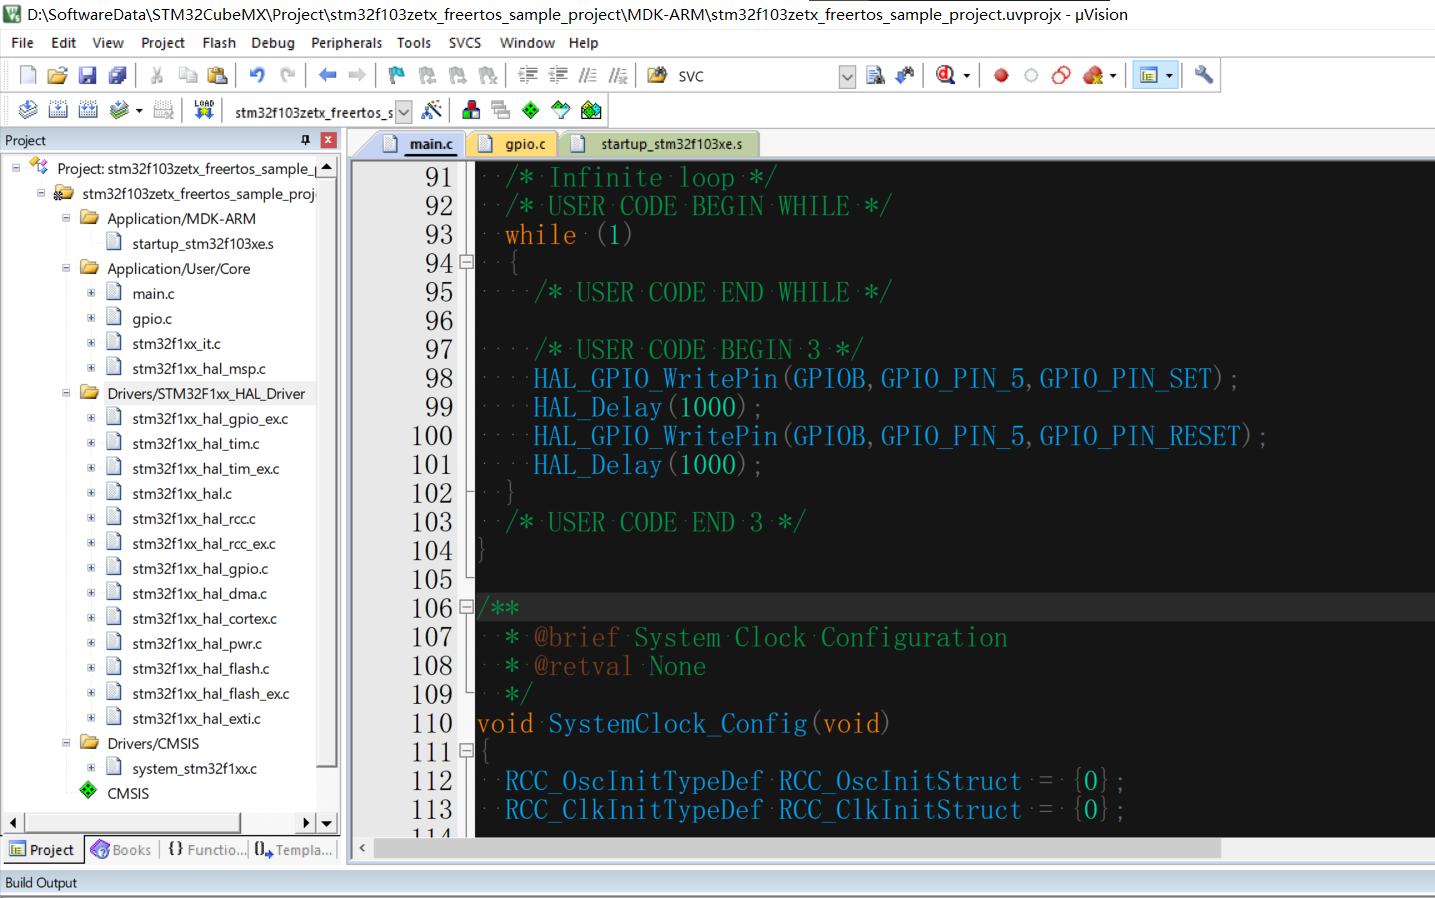 D:\SoftwareData\STM32CubeMX\Project\stm32f103zetx_freertos_sample_project\MDK-ARM\stm32f103zetx_freertos_sample_project.uvprojx - µVision
File Edit View Project Flash Debug Peripherals Tools SVCS Window Help
SVC
LOAD stm32f103zetx_freertos_s
Project
Project: stm32f103zetx_freertos_sample_
stm32f103zetx_freertos_sample_proj
Application/MDK-ARM
startup_stm32f103xe.s
Application/User/Core
main.c
gpio.c
stm32f1xx_it.c
stm32f1xx_hal_msp.c
Drivers/STM32F1xx_HAL_Driver
stm32f1xx_hal_gpio_ex.c
stm32f1xx_hal_tim.c
stm32f1xx_hal_tim_ex.c
stm32f1xx_hal.c
stm32f1xx_hal_rcc.c
stm32f1xx_hal_rcc_ex.c
stm32f1xx_hal_gpio.c
stm32f1xx_hal_dma.c
stm32f1xx_hal_cortex.c
stm32f1xx_hal_pwr.c
stm32f1xx_hal_flash.c
stm32f1xx_hal_flash_ex.c
stm32f1xx_hal_exti.c
Drivers/CMSIS
system_stm32f1xx.c
CMSIS
Project Books {} Functio... Templa...
main.c gpio.c startup_stm32f103xe.s
91 /* Infinite loop */
92 /* USER CODE BEGIN WHILE */
93 while (1)
94 {
95 /* USER CODE END WHILE */
96
97 /* USER CODE BEGIN 3 */
98 HAL_GPIO_WritePin(GPIOB,GPIO_PIN_5,GPIO_PIN_SET);
99 HAL_Delay(1000);
100 HAL_GPIO_WritePin(GPIOB,GPIO_PIN_5,GPIO_PIN_RESET);
101 HAL_Delay(1000);
102 }
103 /* USER CODE END 3 */
104 }
105
106 /**
107 * @brief System Clock Configuration
108 * @retval None
109 */
110 void SystemClock_Config(void)
111 {
112 RCC_OscInitTypeDef RCC_OscInitStruct = {0};
113 RCC_ClkInitTypeDef RCC_ClkInitStruct = {0};
114
Build Output